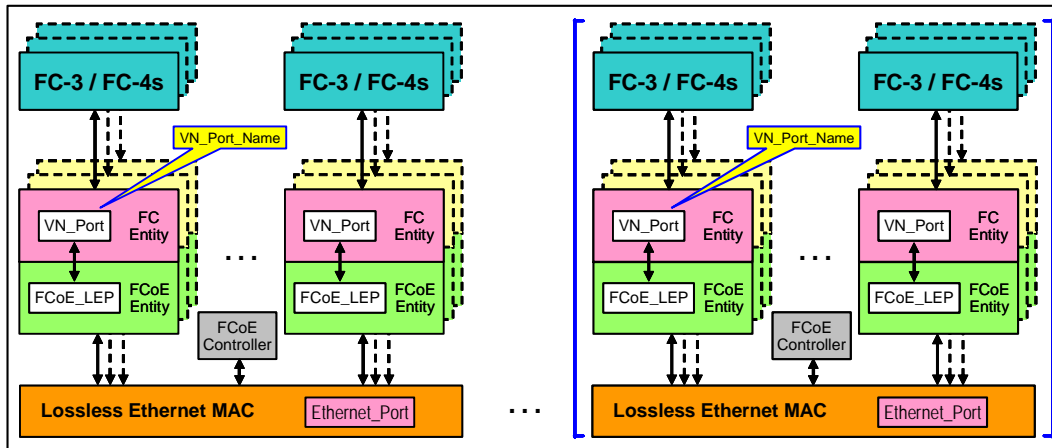 FC-3 / FC-4s
FC-3 / FC-4s
FC-3 / FC-4s
FC-3 / FC-4s
VN_Port_Name
VN_Port_Name
VN_Port
FC
Entity
VN_Port
FC
Entity
VN_Port
FC
Entity
VN_Port
FC
Entity
. . .
. . .
FCoE_LEP
FCoE
Entity
FCoE_LEP
FCoE
Entity
FCoE_LEP
FCoE
Entity
FCoE_LEP
FCoE
Entity
FCoE
Controller
FCoE
Controller
Lossless Ethernet MAC
Ethernet_Port
. . .
Lossless Ethernet MAC
Ethernet_Port